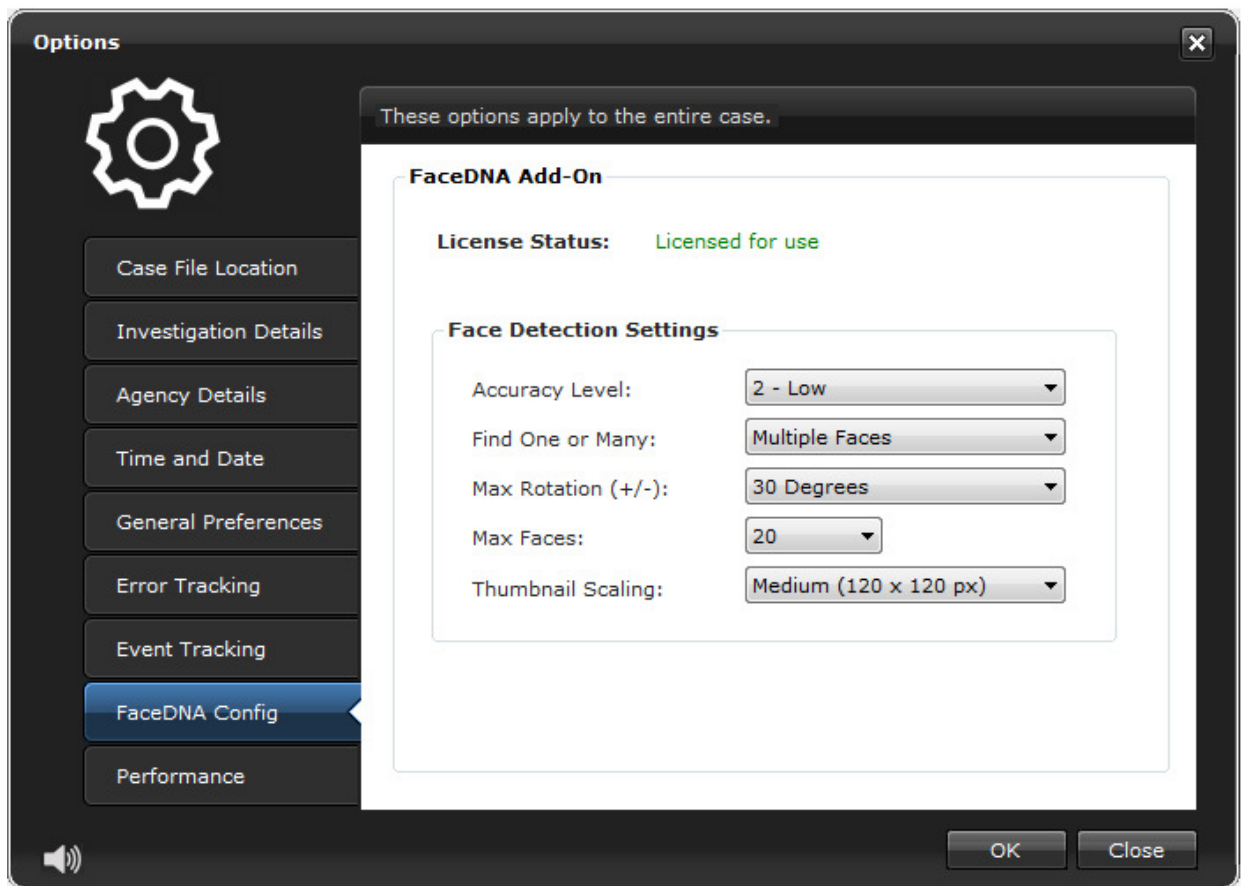 Options
These options apply to the entire case.
Case File Location
Investigation Details
Agency Details
Time and Date
General Preferences
Error Tracking
Event Tracking
FaceDNA Config
Performance
FaceDNA Add-On
License Status: Licensed for use
Face Detection Settings
Accuracy Level: 2 - Low
Find One or Many: Multiple Faces
Max Rotation (+/-): 30 Degrees
Max Faces: 20
Thumbnail Scaling: Medium (120 x 120 px)
OK Close